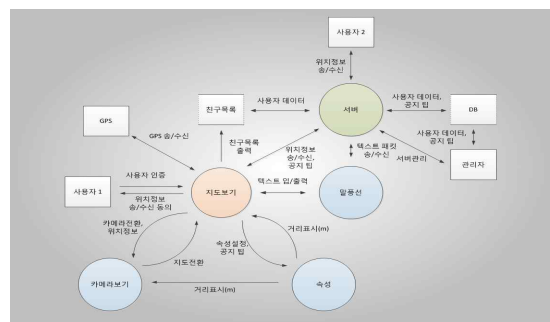 사용자 2
위치정보
송/수신
친구목록
사용자 데이터
서버
사용자 데이터,
공지 팁
DB
GPS
GPS 송/수신
친구목록
출력
위치정보
송/수신,
공지 팁
텍스트 패킷
송/수신
사용자 데이터,
공지 팁
서버관리
관리자
사용자 1
사용자 인증
위치정보
송/수신 동의
지도보기
텍스트 입/출력
말풍선
카메라전환,
위치정보
지도전환
속성설정,
공지 팁
거리표시(m)
카메라보기
거리표시(m)
속성